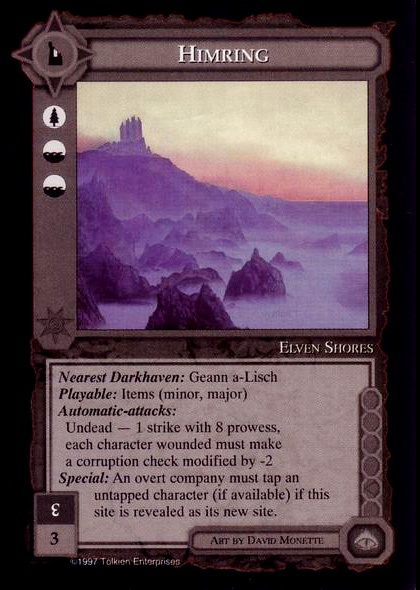 HIMRING
ELVEN SHORES
Nearest Darkhaven: Geann a-Lisch
Playable: Items (minor, major)
Automatic-attacks:
Undead — 1 strike with 8 prowess,
each character wounded must make
a corruption check modified by -2
Special: An overt company must tap an
untapped character (if available) if this
site is revealed as its new site.
ε
3
ART BY DAVID MONETTE
©1997 Tolkien Enterprises